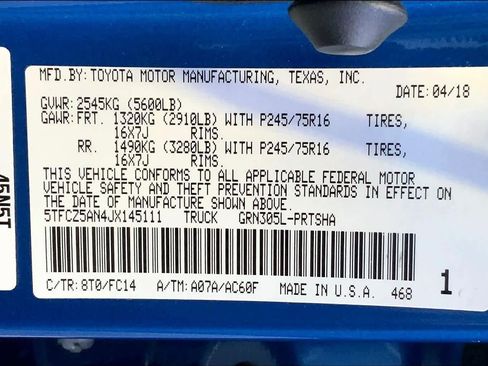 MFD.BY: TOYOTA MOTOR MANUFACTURING, TEXAS, INC.
DATE: 04/18
GVWR: 2545KG (5600LB)
GAWR: FRT. 1320KG (2910LB) WITH P245/75R16 TIRES,
16X7J RIMS.
RR. 1490KG (3280LB) WITH P245/75R16 TIRES,
16X7J RIMS.
THIS VEHICLE CONFORMS TO ALL APPLICABLE FEDERAL MOTOR
VEHICLE SAFETY AND THEFT PREVENTION STANDARDS IN EFFECT ON
THE DATE OF MANUFACTURE SHOWN ABOVE.
5TFCZ5AN4JX145111 TRUCK GRN305L-PRTSHA
C/TR: 8T0/FC14 A/TM: A07A/AC60F MADE IN U.S.A. 468
1
45N5T